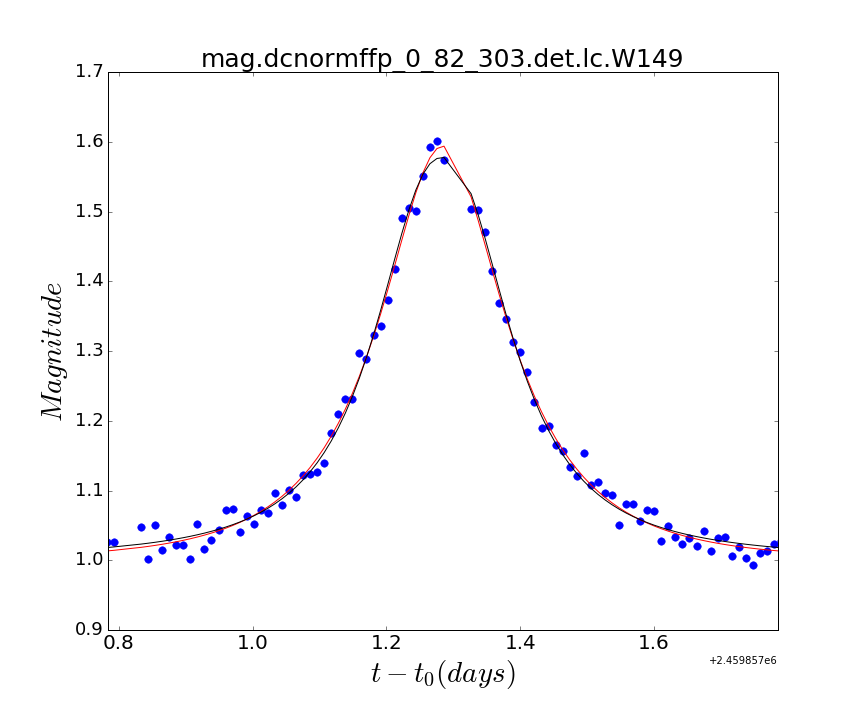 mag.dcnormffp_0_82_303.det.lc.W149
1.7
1.6
1.5
1.4
1.3
1.2
1.1
1.0
0.9
Magnitude
0.8 1.0 1.2 1.4 1.6
+2.459857e6
t − t₀(days)